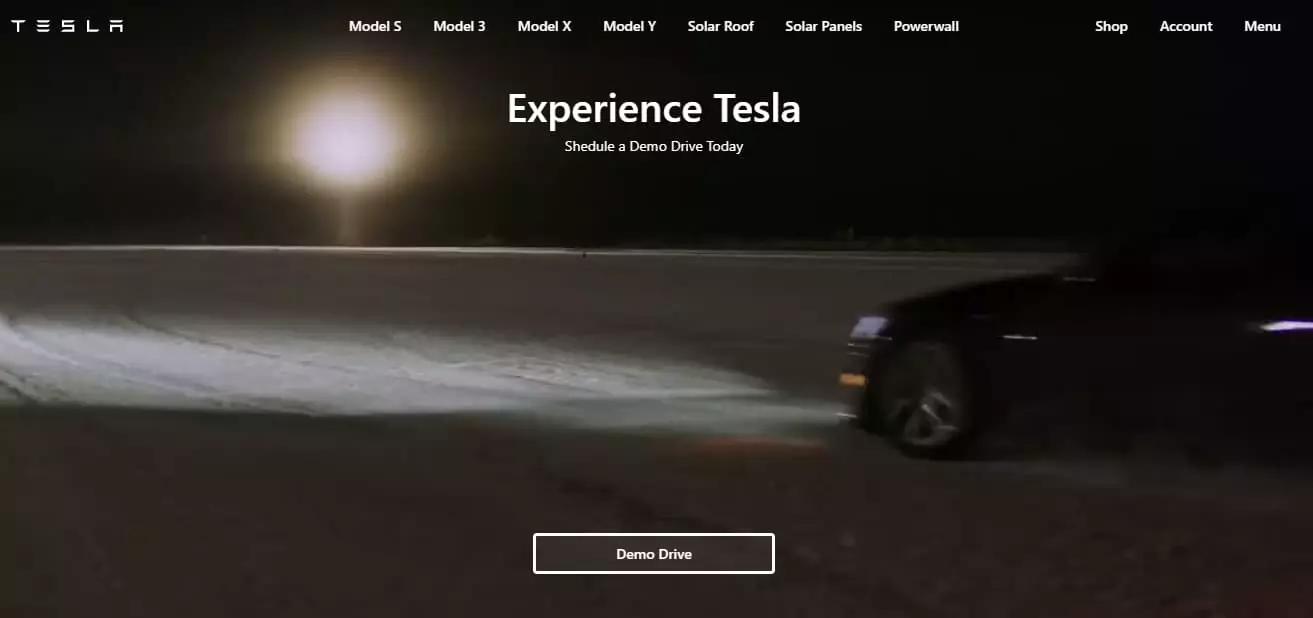 TESLA Model S Model 3 Model X Model Y Solar Roof Solar Panels Powerwall Shop Account Menu
Experience Tesla
Shedule a Demo Drive Today
Demo Drive